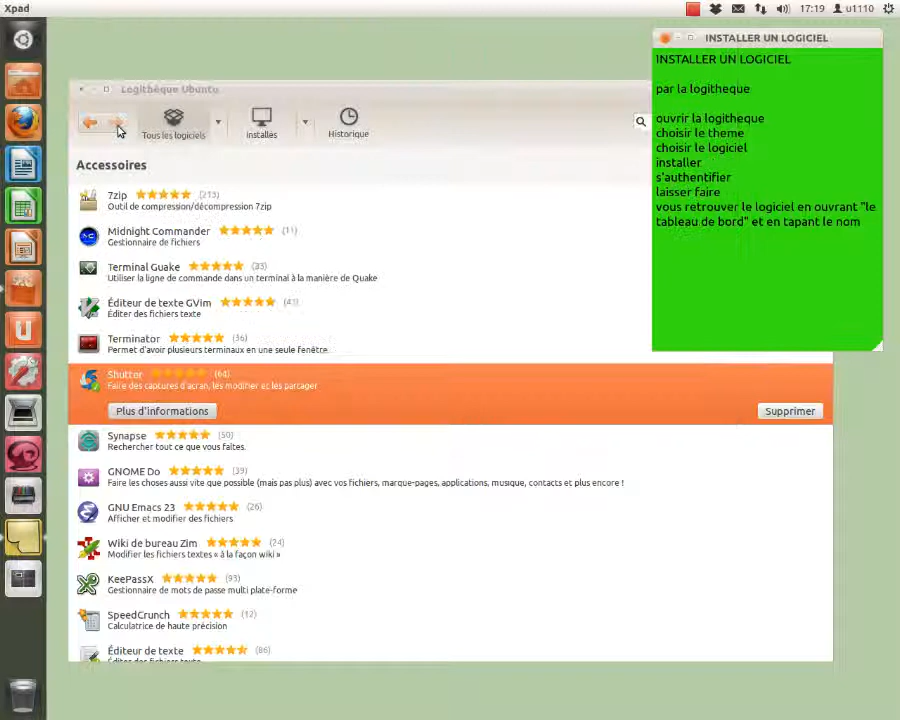 Xpad
17:19
u1110
INSTALLER UN LOGICIEL
INSTALLER UN LOGICIEL
par la logitheque
ouvrir la logitheque
choisir le theme
choisir le logiciel
installer
s'authentifier
laisser faire
vous retrouver le logiciel en ouvrant "le
tableau de bord" et en tapant le nom
Logithèque Ubuntu
Tous les logiciels
Installés
Historique
Accessoires
7zip (213)
Outil de compression/décompression 7zip
Midnight Commander (11)
Gestionnaire de fichiers
Terminal Guake (43)
Utiliser la ligne de commande dans un terminal à la manière de Quake
Éditeur de texte GVim (41)
Éditer des fichiers texte
Terminator (36)
Permet d'avoir plusieurs terminaux en une seule fenêtre.
Shutter (64)
Faire des captures d'écran, les modifier et les partager
Plus d'informations
Supprimer
Synapse (50)
Rechercher tout ce que vous faites.
GNOME Do (39)
Faire les choses aussi vite que possible (mais pas plus) avec vos fichiers, marque-pages, applications, musique, contacts et plus encore !
GNU Emacs 23 (26)
Afficher et modifier des fichiers
Wiki de bureau Zim (24)
Modifier les fichiers textes « à la façon wiki »
KeePassX (93)
Gestionnaire de mots de passe multi plate-forme
SpeedCrunch (12)
Calculatrice de haute précision
Éditeur de texte (86)
Éditer des fichiers texte